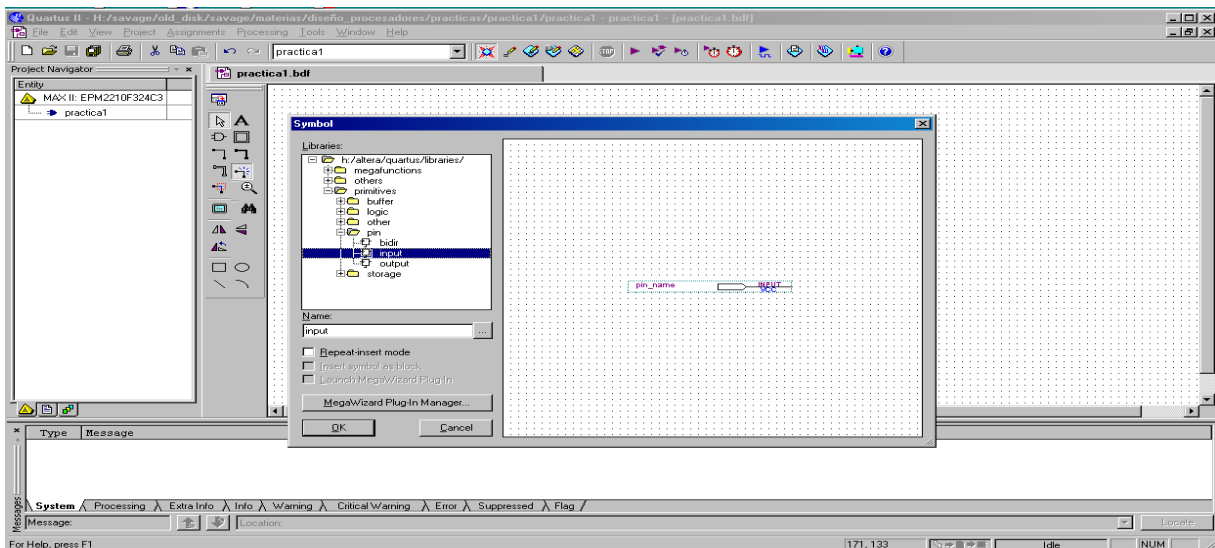 Quartus II - H:/savage/old_disk/savage/materias/diseño_procesadores/practicas/practica1/practica1 - practica1 - [practica1.bdf]
File Edit View Project Assignments Processing Tools Window Help
practica1
Project Navigator
practica1.bdf
Entity
MAX II: EPM2210F324C3
practica1
Symbol
Libraries:
h:/altera/quartus/libraries/
megafunctions
others
primitives
buffer
logic
other
pin
bidir
input
output
storage
pin_name
INPUT
VCC
Name:
input
...
Repeat-insert mode
Insert symbol as block
Launch MegaWizard Plug-In
MegaWizard Plug-In Manager...
OK Cancel
Type Message
System Processing Extra Info Info Warning Critical Warning Error Suppressed Flag
Messages
Message: Location: Locate
For Help, press F1 171, 133 Idle NUM